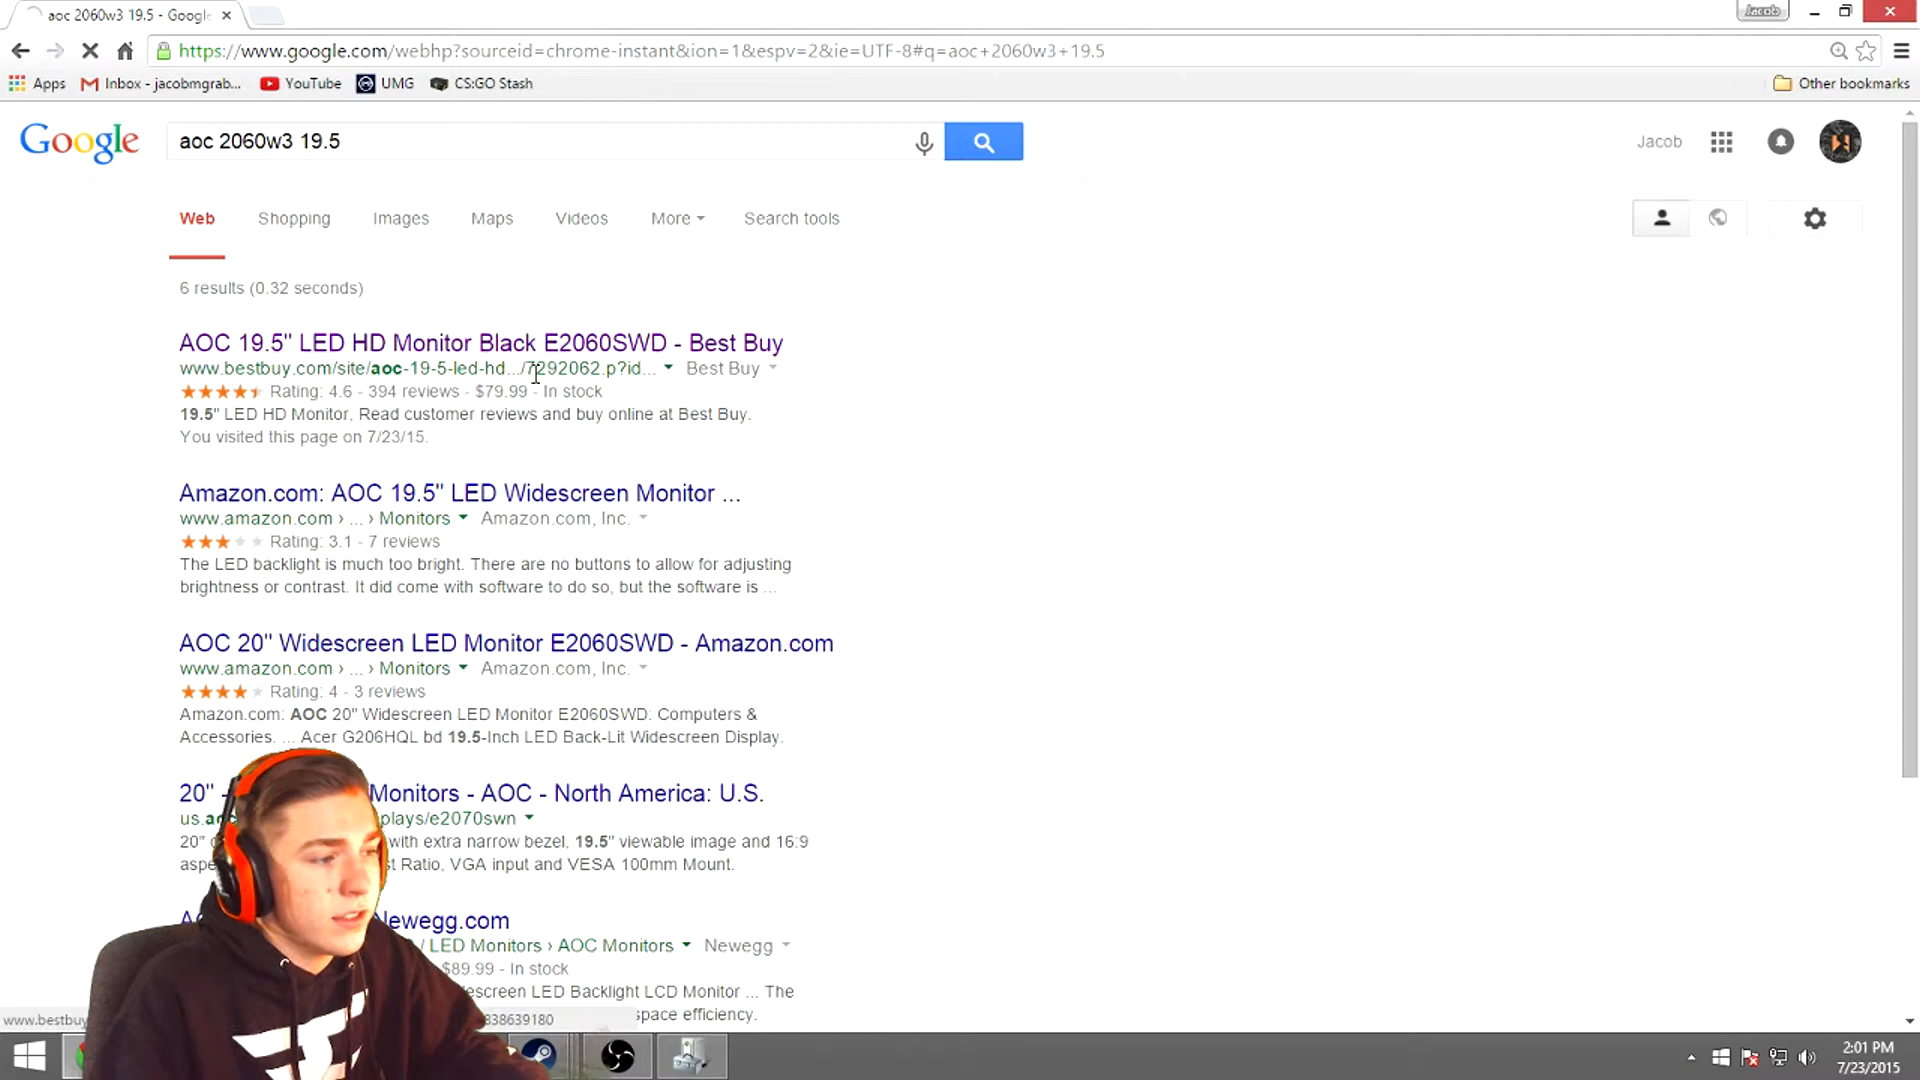 aoc 2060w3 19.5 - Google
Jacob
https://www.google.com/webhp?sourceid=chrome-instant&ion=1&espv=2&ie=UTF-8#q=aoc+2060w3+19.5
Apps
Inbox - jacobmgrab...
YouTube
UMG
CS:GO Stash
Other bookmarks
Google
aoc 2060w3 19.5
Jacob
Web
Shopping
Images
Maps
Videos
More
Search tools
6 results (0.32 seconds)
AOC 19.5" LED HD Monitor Black E2060SWD - Best Buy
www.bestbuy.com/site/aoc-19-5-led-hd.../7292062.p?id... Best Buy
Rating: 4.6 - 394 reviews - $79.99 - In stock
19.5" LED HD Monitor, Read customer reviews and buy online at Best Buy.
You visited this page on 7/23/15.
Amazon.com: AOC 19.5" LED Widescreen Monitor ...
www.amazon.com › ... › Monitors Amazon.com, Inc.
Rating: 3.1 - 7 reviews
The LED backlight is much too bright. There are no buttons to allow for adjusting
brightness or contrast. It did come with software to do so, but the software is ...
AOC 20" Widescreen LED Monitor E2060SWD - Amazon.com
www.amazon.com › ... › Monitors Amazon.com, Inc.
Rating: 4 - 3 reviews
Amazon.com: AOC 20" Widescreen LED Monitor E2060SWD: Computers &
Accessories. ... Acer G206HQL bd 19.5-Inch LED Back-Lit Widescreen Display.
20" - Monitors - AOC - North America: U.S.
us. plays/e2070swn
20" with extra narrow bezel, 19.5" viewable image and 16:9
Ratio, VGA input and VESA 100mm Mount.
Newegg.com
/ LED Monitors › AOC Monitors Newegg
$89.99 - In stock
LED Backlight LCD Monitor ... The
space efficiency.
www.bestbuy 838639180
2:01 PM
7/23/2015